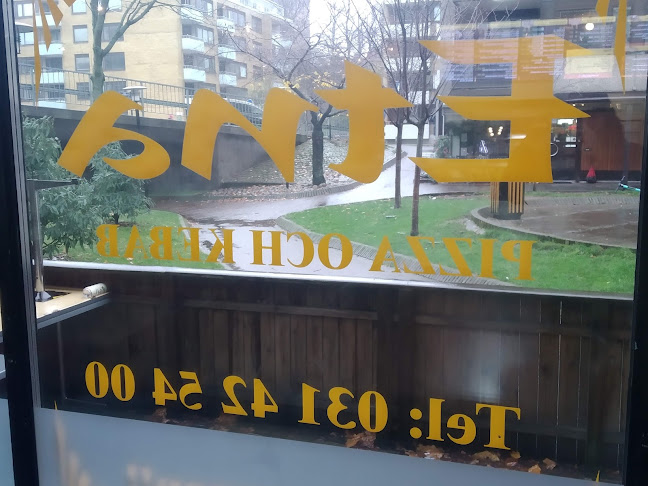 Etna
PIZZA OCH KEBAB
Tel: 031 42 54 00